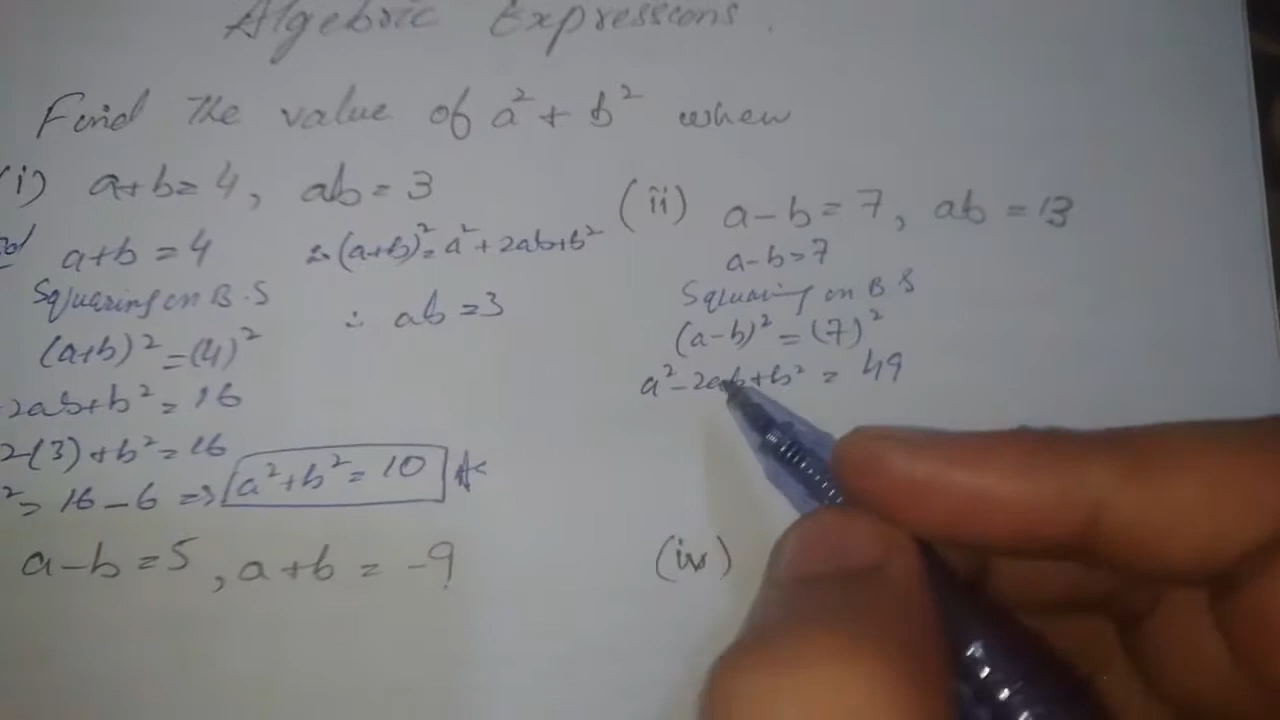 Algebric Expressions.
Find the value of a² + b² when
(i) a+b=4, ab=3
a+b=4 ∴(a+b)²=a²+2ab+b²
Squaring on B.S
∴ ab=3
(a+b)²=(4)²
2ab+b²=16
2(3)+b²=16
²=16-6 => a²+b²=10
a-b=5, a+b=-9
(ii) a-b=7, ab=13
a-b=7
Squaring on B S
(a-b)²=(7)²
a²-2ab+b²=49
(iv)